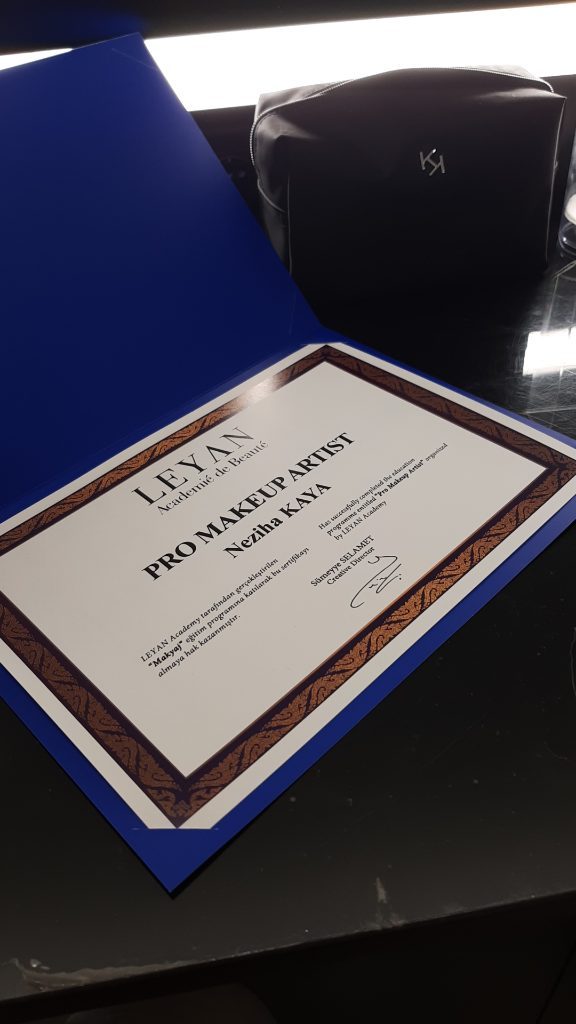 KK
LEYAN
Academié de Beauté
PRO MAKEUP ARTIST
Neziha KAYA
LEYAN Academy tarafından gerçekleştirilen
"Makyaj" eğitim programına katılarak bu sertifikayı
almaya hak kazanmıştır.
Has successfully completed the education
programme entitled "Pro Makeup Artist" organized
by LEYAN Academy
Sümeyye SELAMET
Creative Director